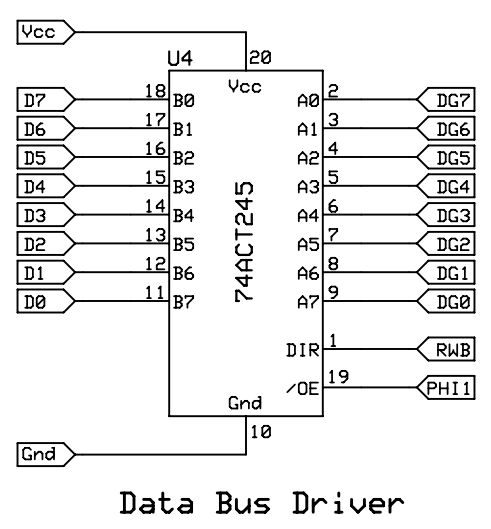 Vcc
U4 20
Vcc
D7 18 B0 A0 2 DG7
D6 17 B1 A1 3 DG6
D5 16 B2 A2 4 DG5
D4 15 B3 A3 5 DG4
D3 14 B4 A4 6 DG3
D2 13 B5 A5 7 DG2
D1 12 B6 A6 8 DG1
D0 11 B7 A7 9 DG0
74ACT245
DIR 1 RWB
/OE 19 PHI1
Gnd
10
Gnd
Data Bus Driver